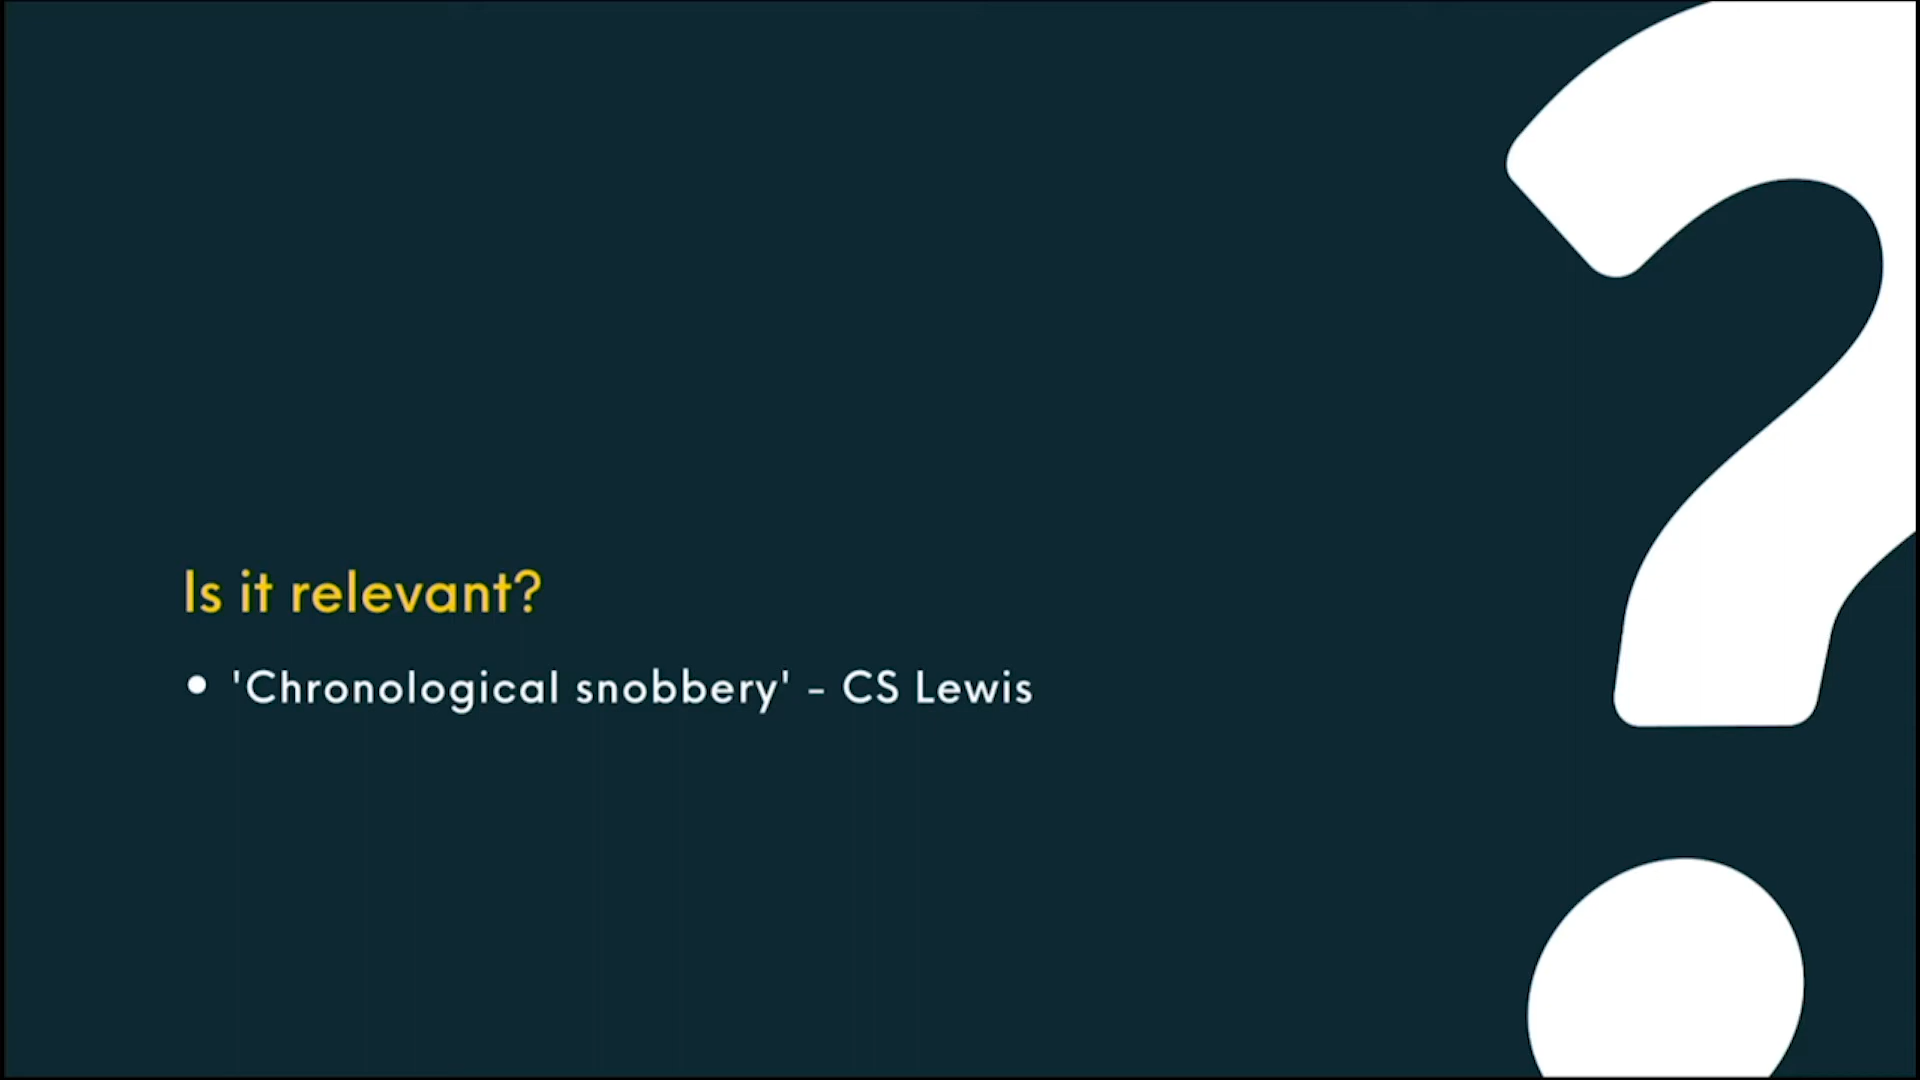 Is it relevant?
• 'Chronological snobbery' - CS Lewis
?